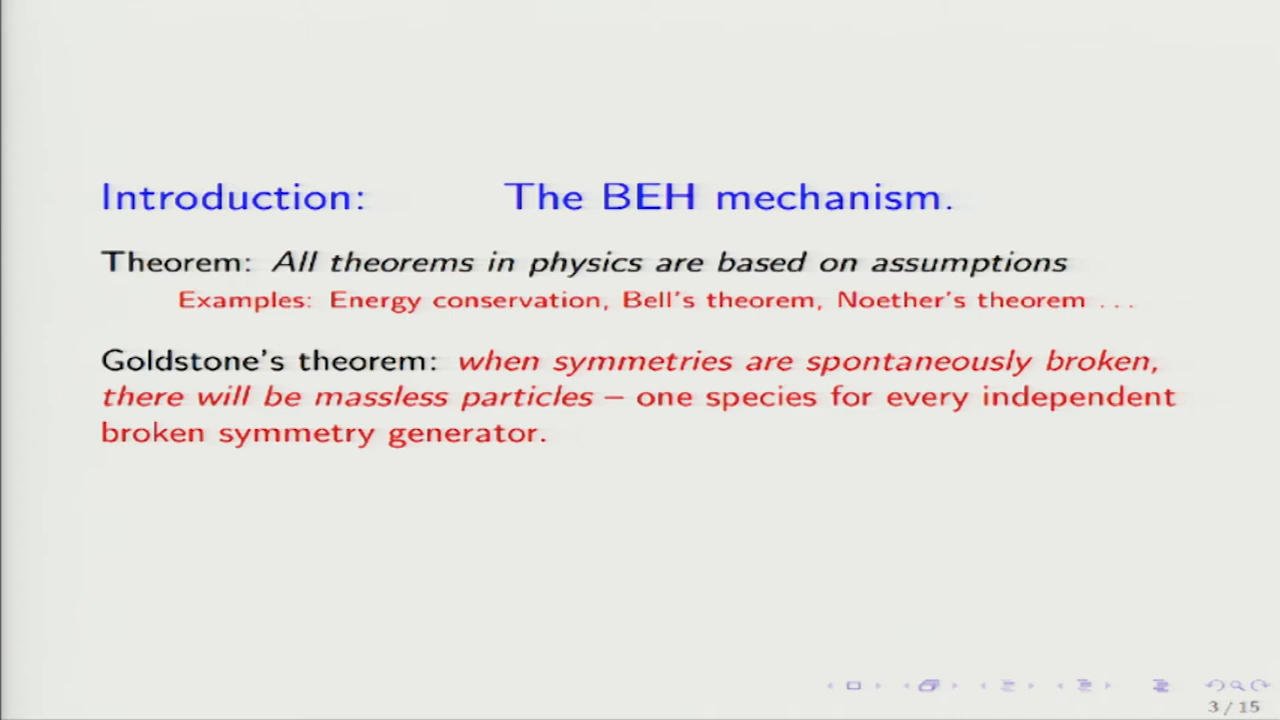 Introduction: The BEH mechanism.
Theorem: All theorems in physics are based on assumptions
Examples: Energy conservation, Bell's theorem, Noether's theorem ...
Goldstone's theorem: when symmetries are spontaneously broken,
there will be massless particles – one species for every independent
broken symmetry generator.
3 / 15